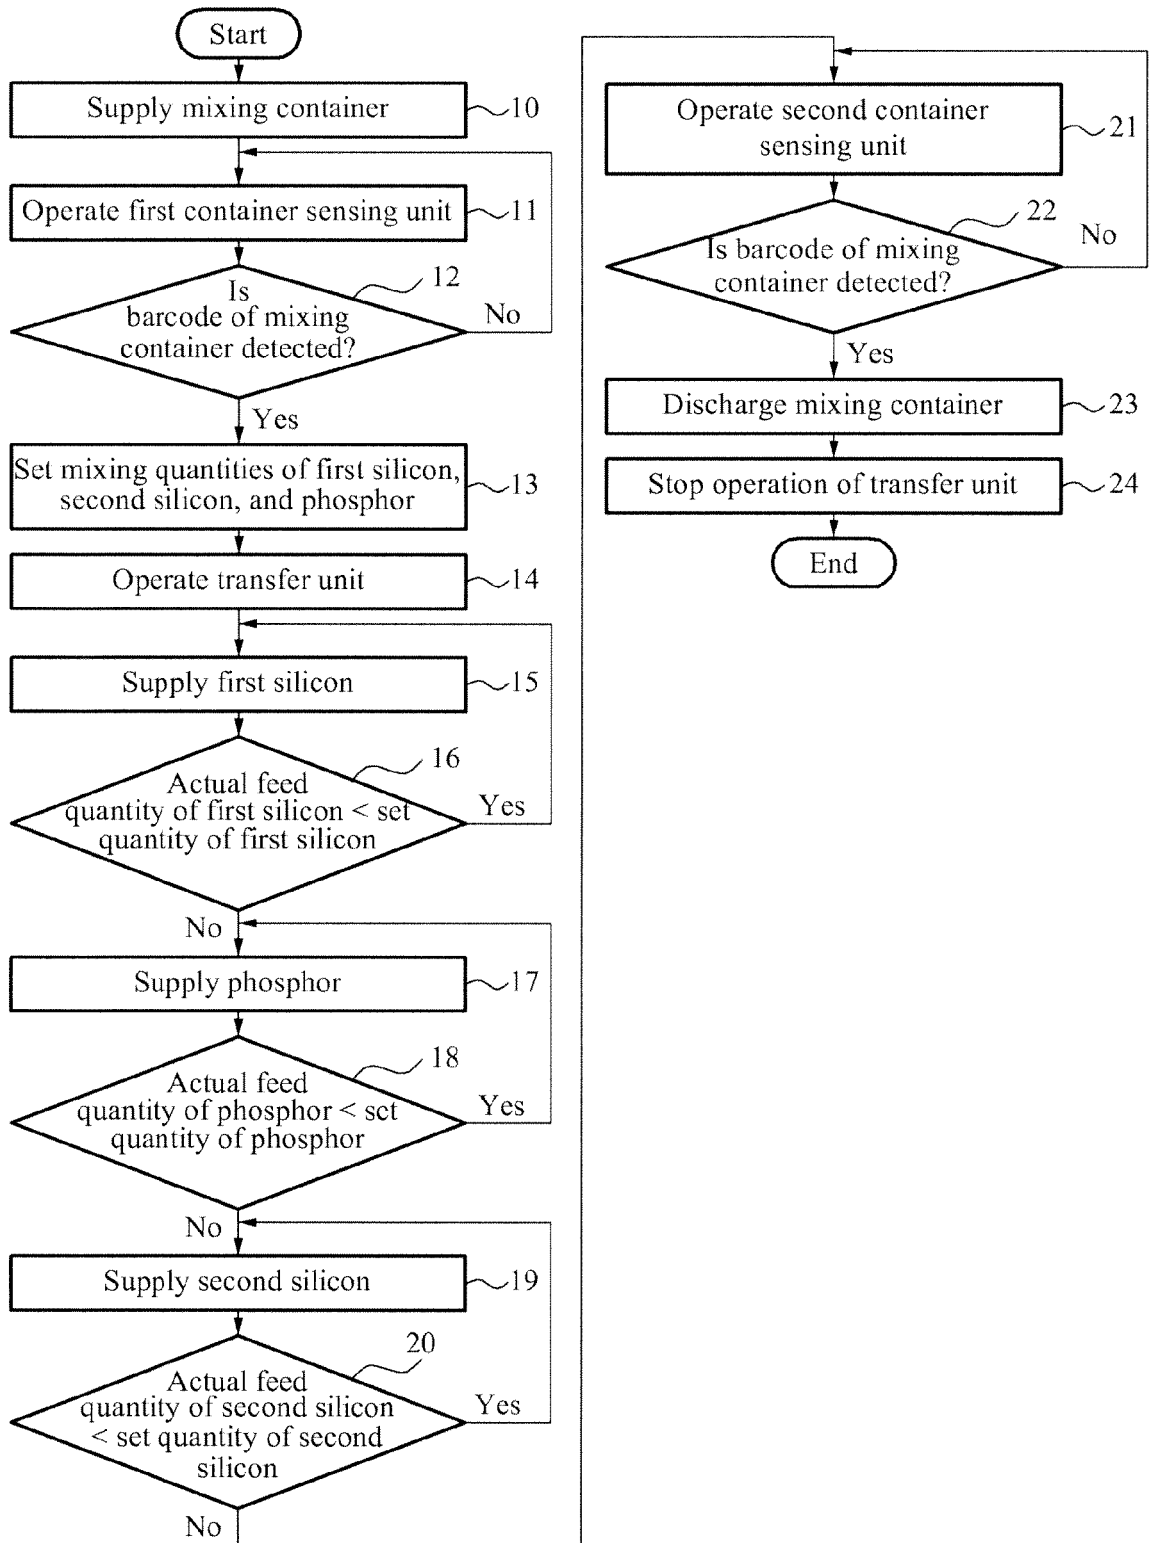 Start
Supply mixing container
10
Operate first container sensing unit
11
12
Is
barcode of mixing
container detected?
No
Yes
Set mixing quantities of first silicon,
second silicon, and phosphor
13
Operate transfer unit
14
Supply first silicon
15
16
Actual feed
quantity of first silicon < set
quantity of first silicon
Yes
No
Supply phosphor
17
18
Actual feed
quantity of phosphor < set
quantity of phosphor
Yes
No
Supply second silicon
19
20
Actual feed
quantity of second silicon
< set quantity of second
silicon
Yes
No
Operate second container
sensing unit
21
22
Is barcode of mixing
container detected?
No
Yes
Discharge mixing container
23
Stop operation of transfer unit
24
End